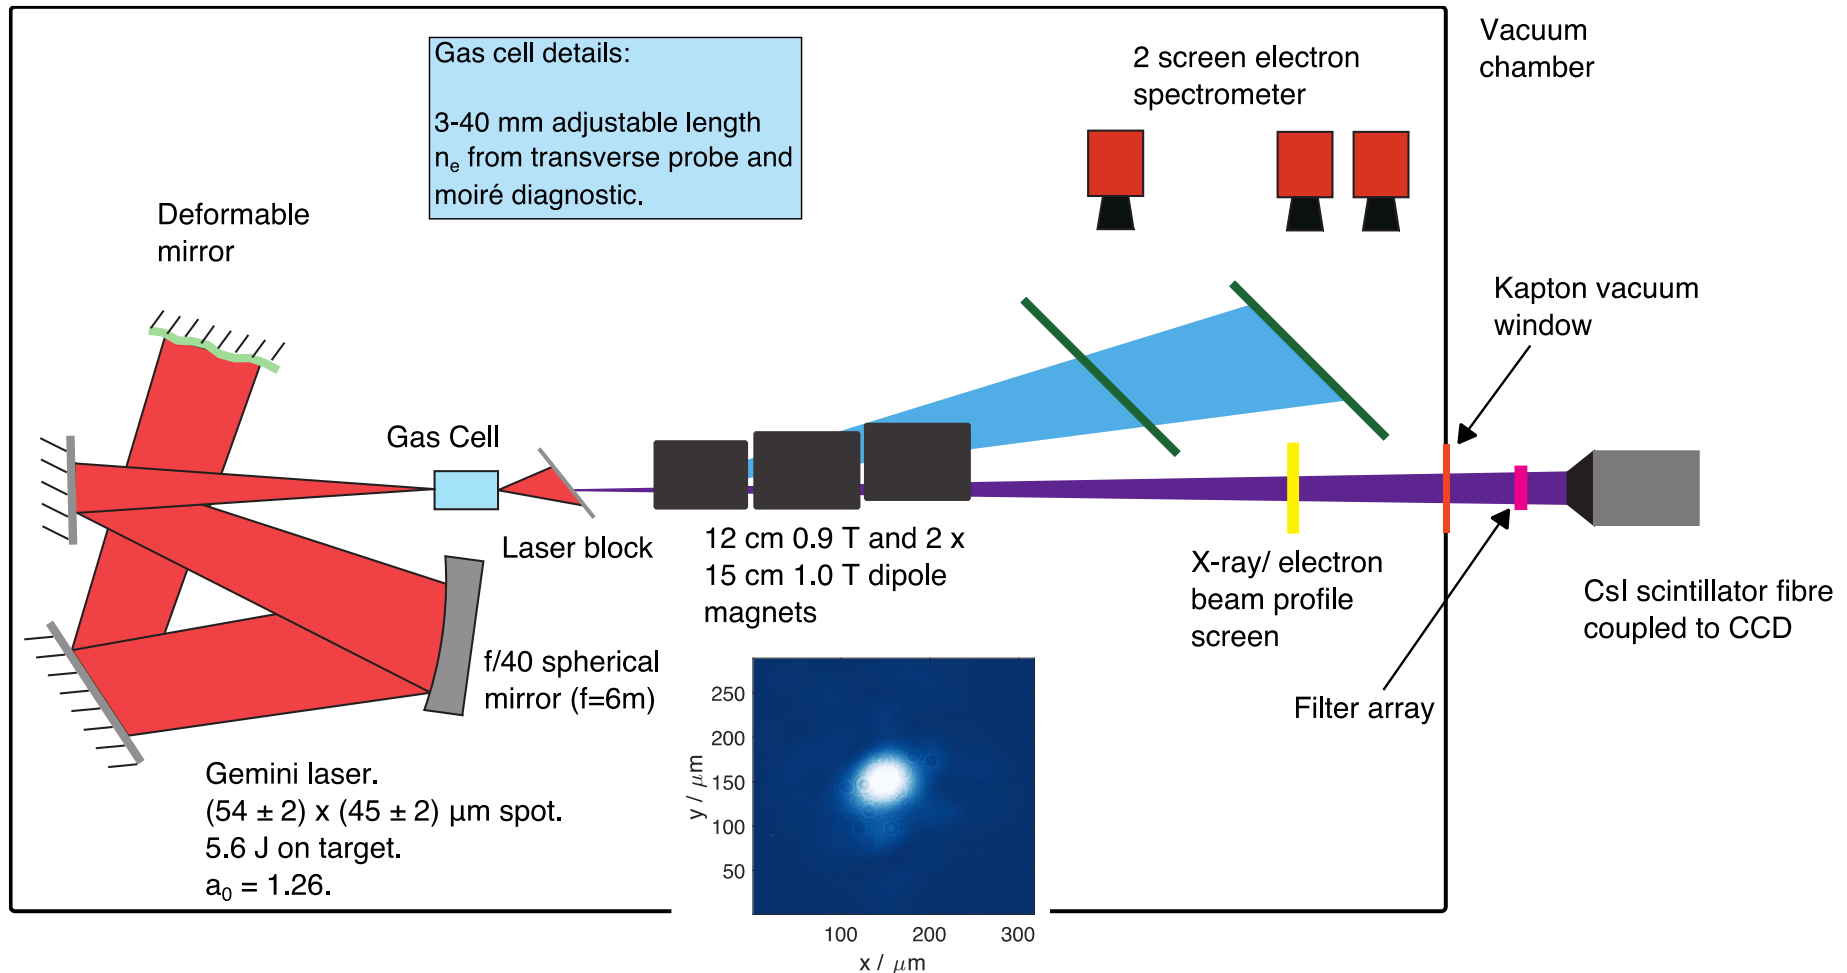 Vacuum
chamber
Gas cell details:
3-40 mm adjustable length
nₑ from transverse probe and
moiré diagnostic.
2 screen electron
spectrometer
Deformable
mirror
Kapton vacuum
window
Gas Cell
Laser block
12 cm 0.9 T and 2 x
15 cm 1.0 T dipole
magnets
X-ray/ electron
beam profile
screen
CsI scintillator fibre
coupled to CCD
f/40 spherical
mirror (f=6m)
Filter array
Gemini laser.
(54 ± 2) x (45 ± 2) μm spot.
5.6 J on target.
a₀ = 1.26.
y / μm
250
200
150
100
50
100 200 300
x / μm